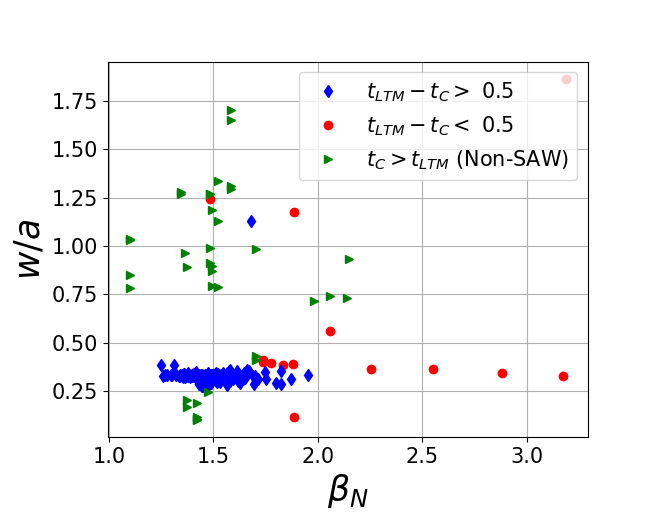 1.75
1.50
1.25
1.00
0.75
0.50
0.25
w/a
1.0 1.5 2.0 2.5 3.0
β_N
t_LTM − t_C > 0.5
t_LTM − t_C < 0.5
t_C > t_LTM (Non-SAW)